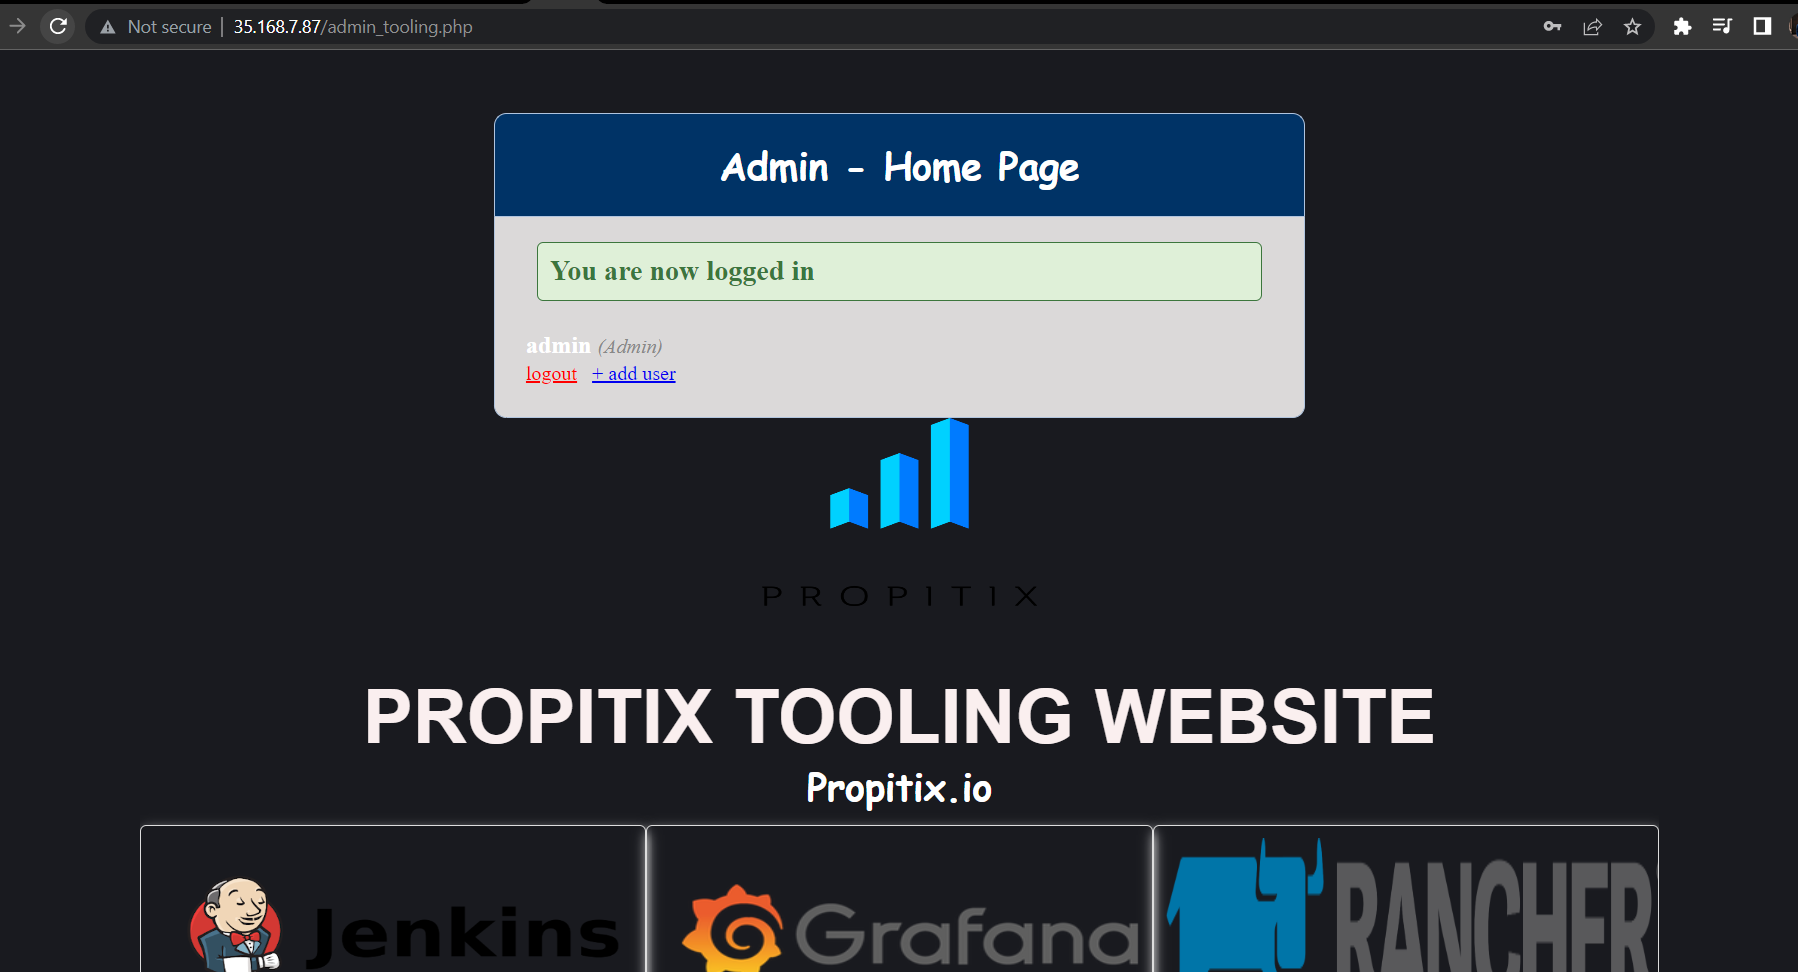 Not secure | 35.168.7.87/admin_tooling.php
Admin - Home Page
You are now logged in
admin (Admin)
logout + add user
PROPITIX
PROPITIX TOOLING WEBSITE
Propitix.io
Jenkins
Grafana
RANCHER